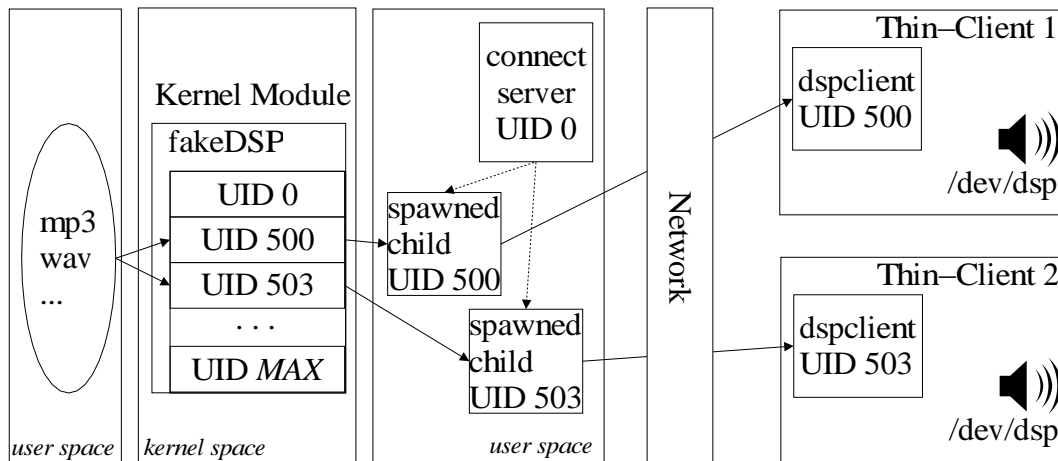 mp3
wav
...
user space
Kernel Module
fakeDSP
UID 0
UID 500
UID 503
. . .
UID MAX
kernel space
connect
server
UID 0
spawned
child
UID 500
spawned
child
UID 503
user space
Network
Thin–Client 1
dspclient
UID 500
/dev/dsp
Thin–Client 2
dspclient
UID 503
/dev/dsp